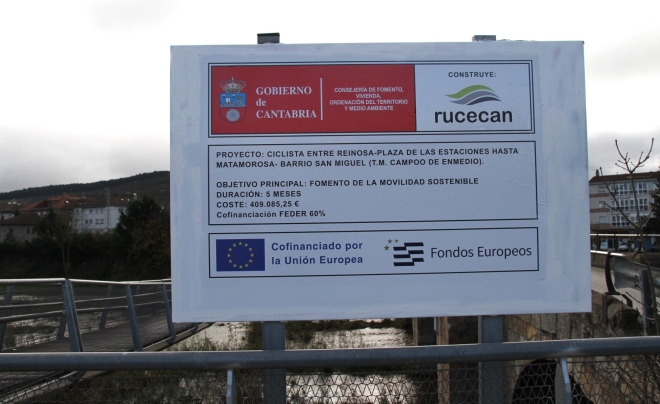 GOBIERNO
de
CANTABRIA
CONSEJERÍA DE FOMENTO,
VIVIENDA,
ORDENACIÓN DEL TERRITORIO
Y MEDIO AMBIENTE
CONSTRUYE:
rucecan
PROYECTO: CICLISTA ENTRE REINOSA-PLAZA DE LAS ESTACIONES HASTA
MATAMOROSA- BARRIO SAN MIGUEL (T.M. CAMPOO DE ENMEDIO).
OBJETIVO PRINCIPAL: FOMENTO DE LA MOVILIDAD SOSTENIBLE
DURACIÓN: 5 MESES
COSTE: 409.085,25 €
Cofinanciación FEDER 60%
Cofinanciado por
la Unión Europea
Fondos Europeos